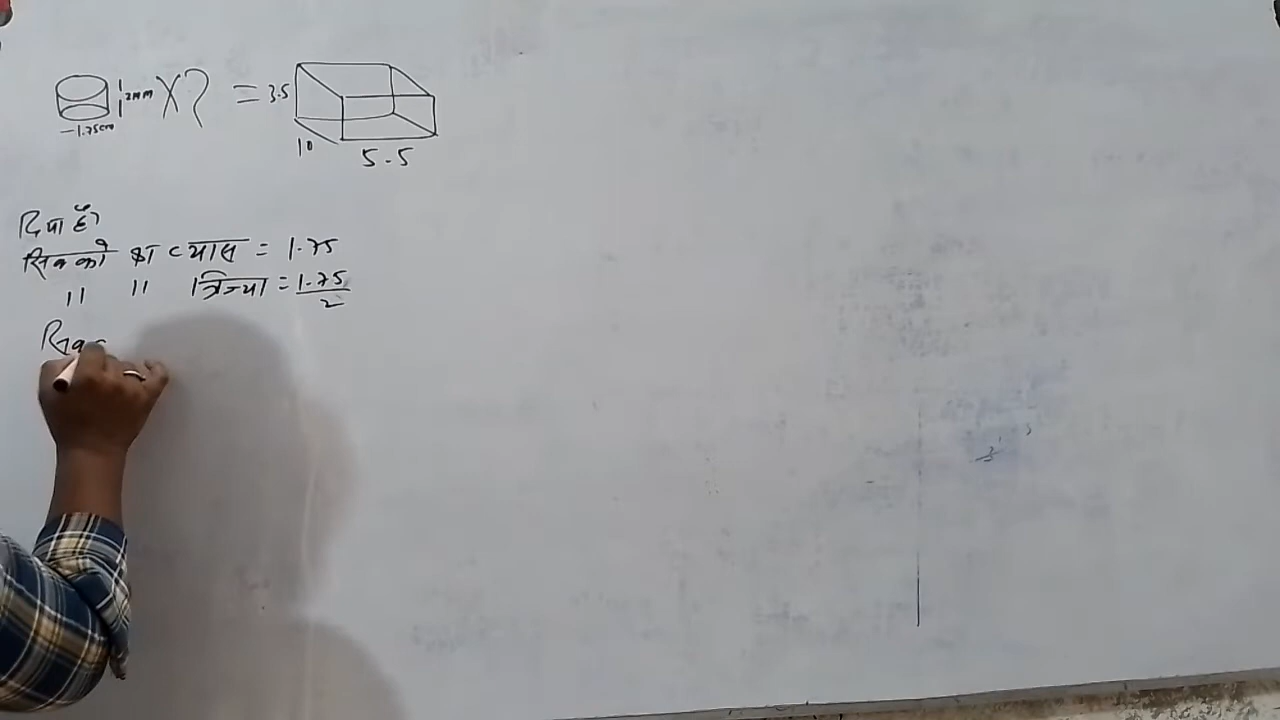 2mm X ? = 3.5
1.75cm
10
5.5
दिया है
सिक्के का व्यास = 1.75
" " त्रिज्या = 1.75/2
सिक